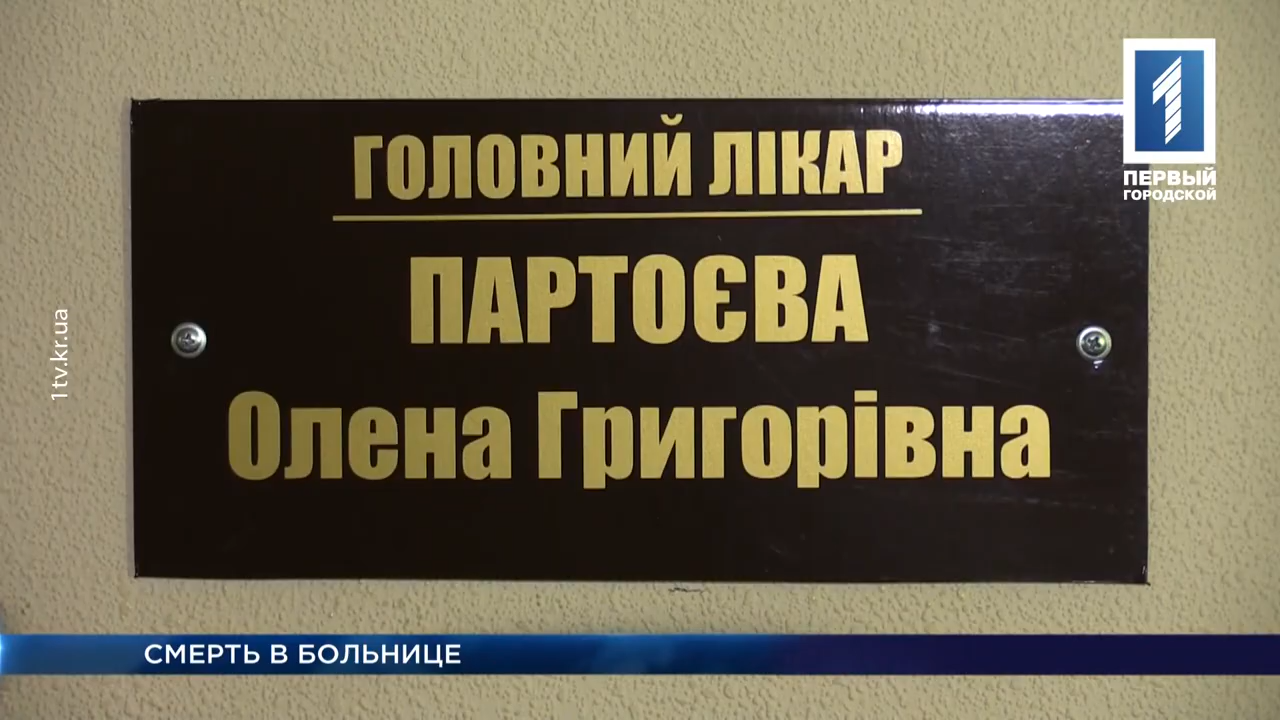 ПЕРВЫЙ
ГОРОДСКОЙ
ГОЛОВНИЙ ЛІКАР
ПАРТОЄВА
Олена Григорівна
1tv.kr.ua
СМЕРТЬ В БОЛЬНИЦЕ